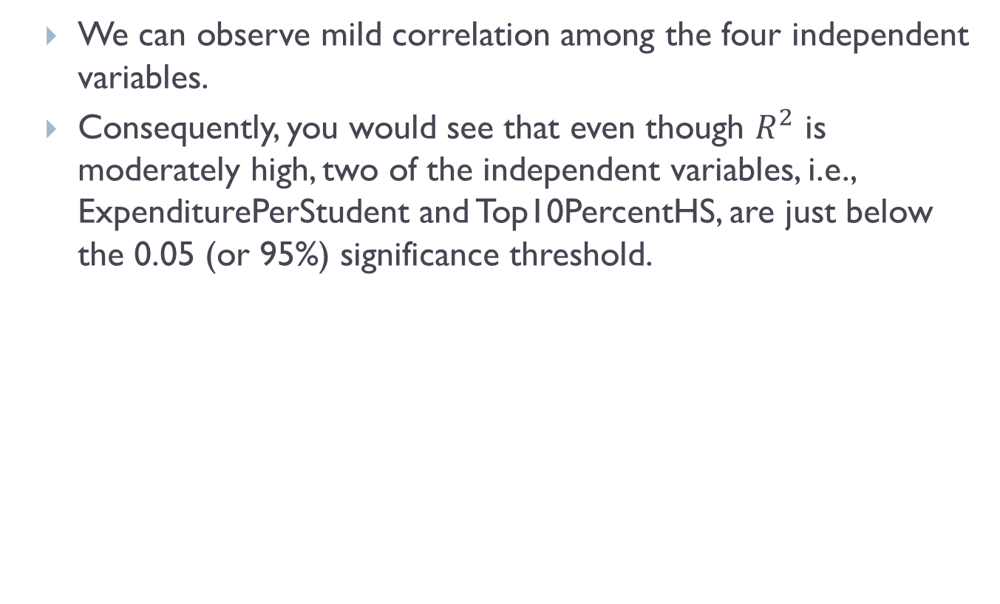 We can observe mild correlation among the four independent
variables.
Consequently, you would see that even though R² is
moderately high, two of the independent variables, i.e.,
ExpenditurePerStudent and Top10PercentHS, are just below
the 0.05 (or 95%) significance threshold.